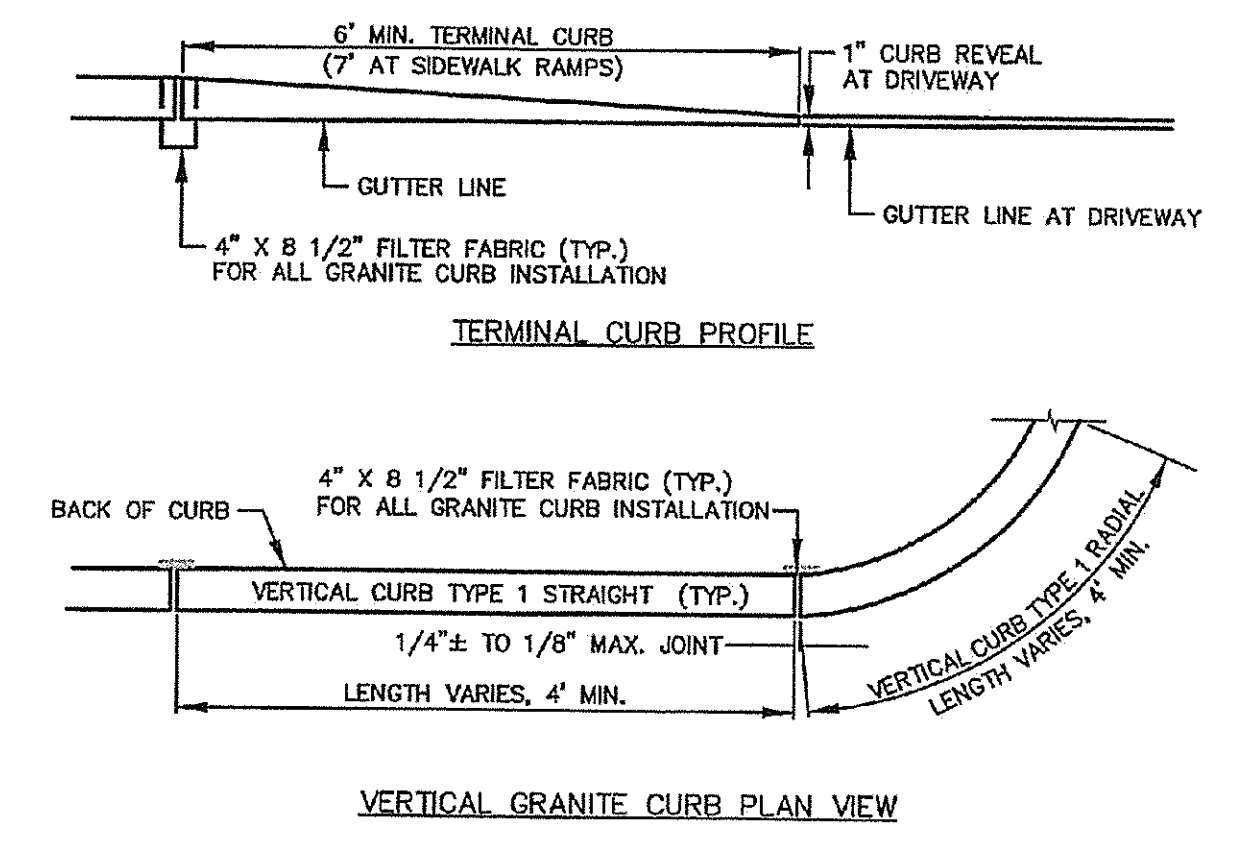 6' MIN. TERMINAL CURB
(7' AT SIDEWALK RAMPS)
1" CURB REVEAL
AT DRIVEWAY
GUTTER LINE
GUTTER LINE AT DRIVEWAY
4" X 8 1/2" FILTER FABRIC (TYP.)
FOR ALL GRANITE CURB INSTALLATION
TERMINAL CURB PROFILE
4" X 8 1/2" FILTER FABRIC (TYP.)
FOR ALL GRANITE CURB INSTALLATION
BACK OF CURB
VERTICAL CURB TYPE 1 STRAIGHT (TYP.)
1/4"± TO 1/8" MAX. JOINT
LENGTH VARIES, 4' MIN.
VERTICAL CURB TYPE 1 RADIAL
LENGTH VARIES, 4' MIN.
VERTICAL GRANITE CURB PLAN VIEW